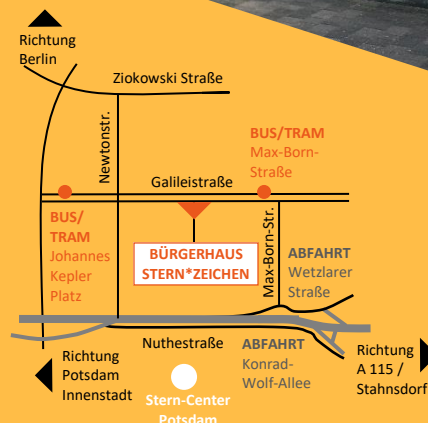 Richtung
Berlin
Ziokowski Straße
Newtonstr.
BUS/TRAM
Max-Born-
Straße
Galileistraße
BUS/
TRAM
Johannes
Kepler
Platz
BÜRGERHAUS
STERN*ZEICHEN
Max-Born-Str.
ABFAHRT
Wetzlarer
Straße
Nuthestraße
ABFAHRT
Konrad-
Wolf-Allee
Richtung
Potsdam
Innenstadt
Richtung
A 115 /
Stahnsdorf
Stern-Center
Potsdam